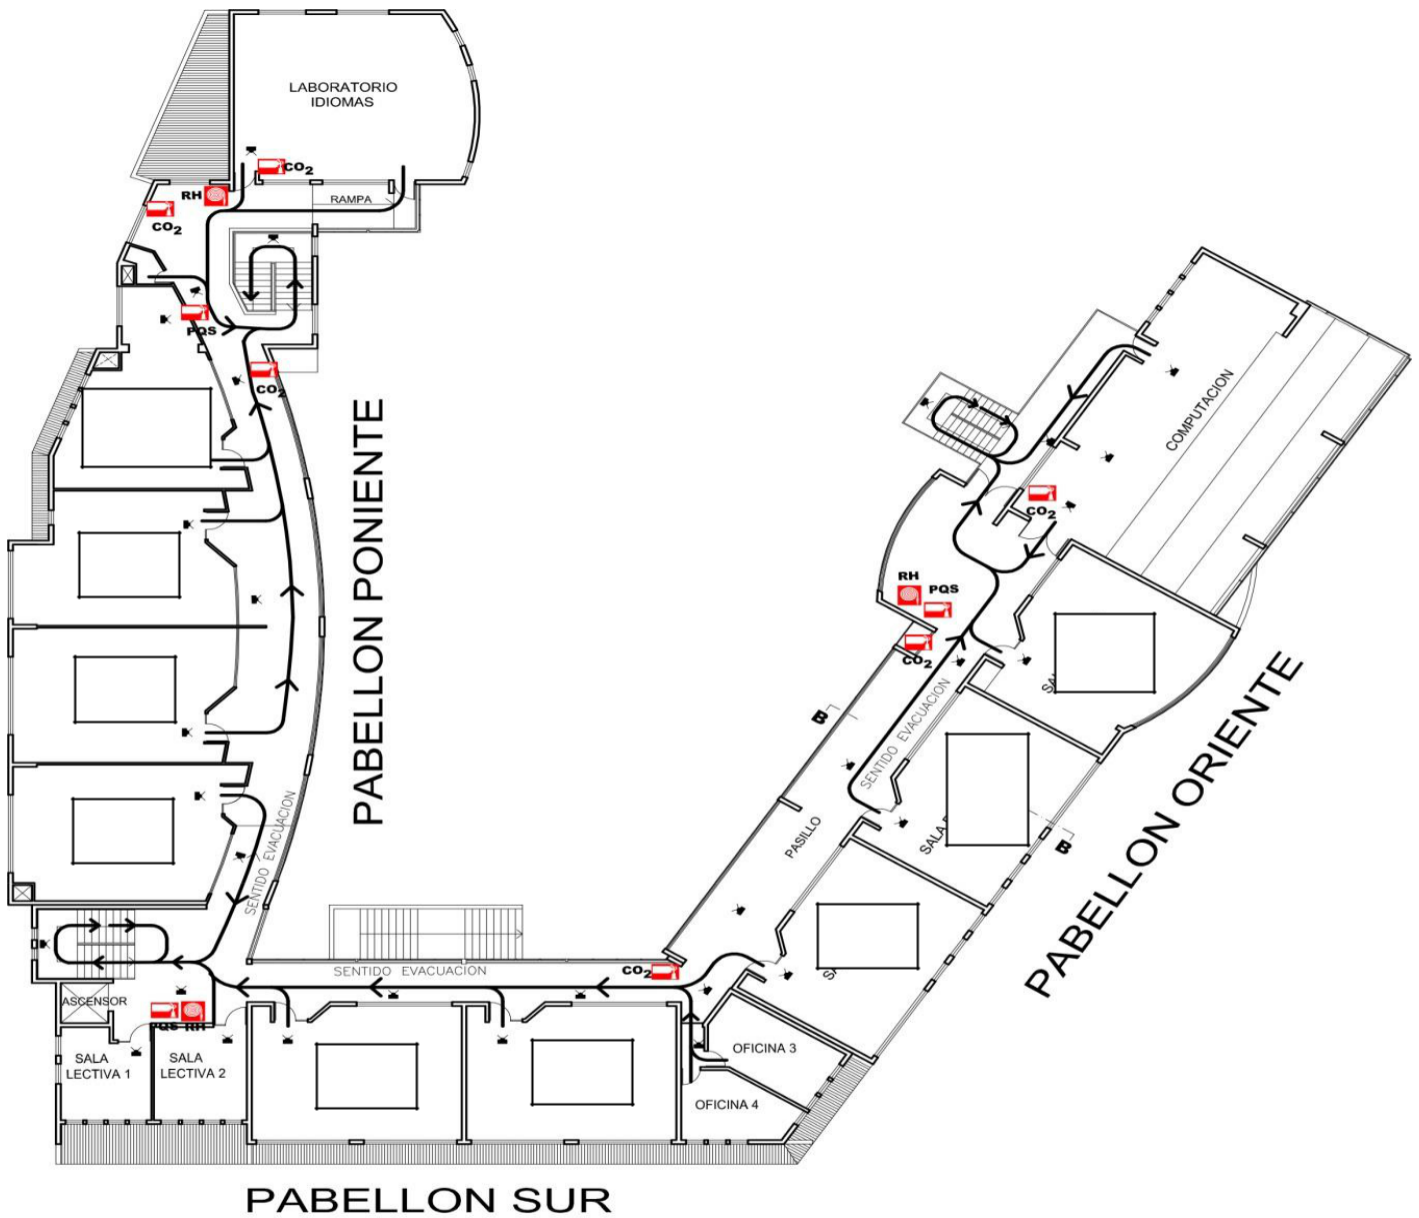 LABORATORIO
IDIOMAS
CO2
RH
RAMPA
CO2
PQS
CO2
PABELLON PONIENTE
COMPUTACION
CO2
RH
PQS
CO2
SENTIDO EVACUACION
B
PABELLON ORIENTE
SALA
B
PASILLO
SENTIDO EVACUACION
SENTIDO EVACUACION
CO2
ASCENSOR
PQS RH
SALA
LECTIVA 1
SALA
LECTIVA 2
OFICINA 3
OFICINA 4
PABELLON SUR